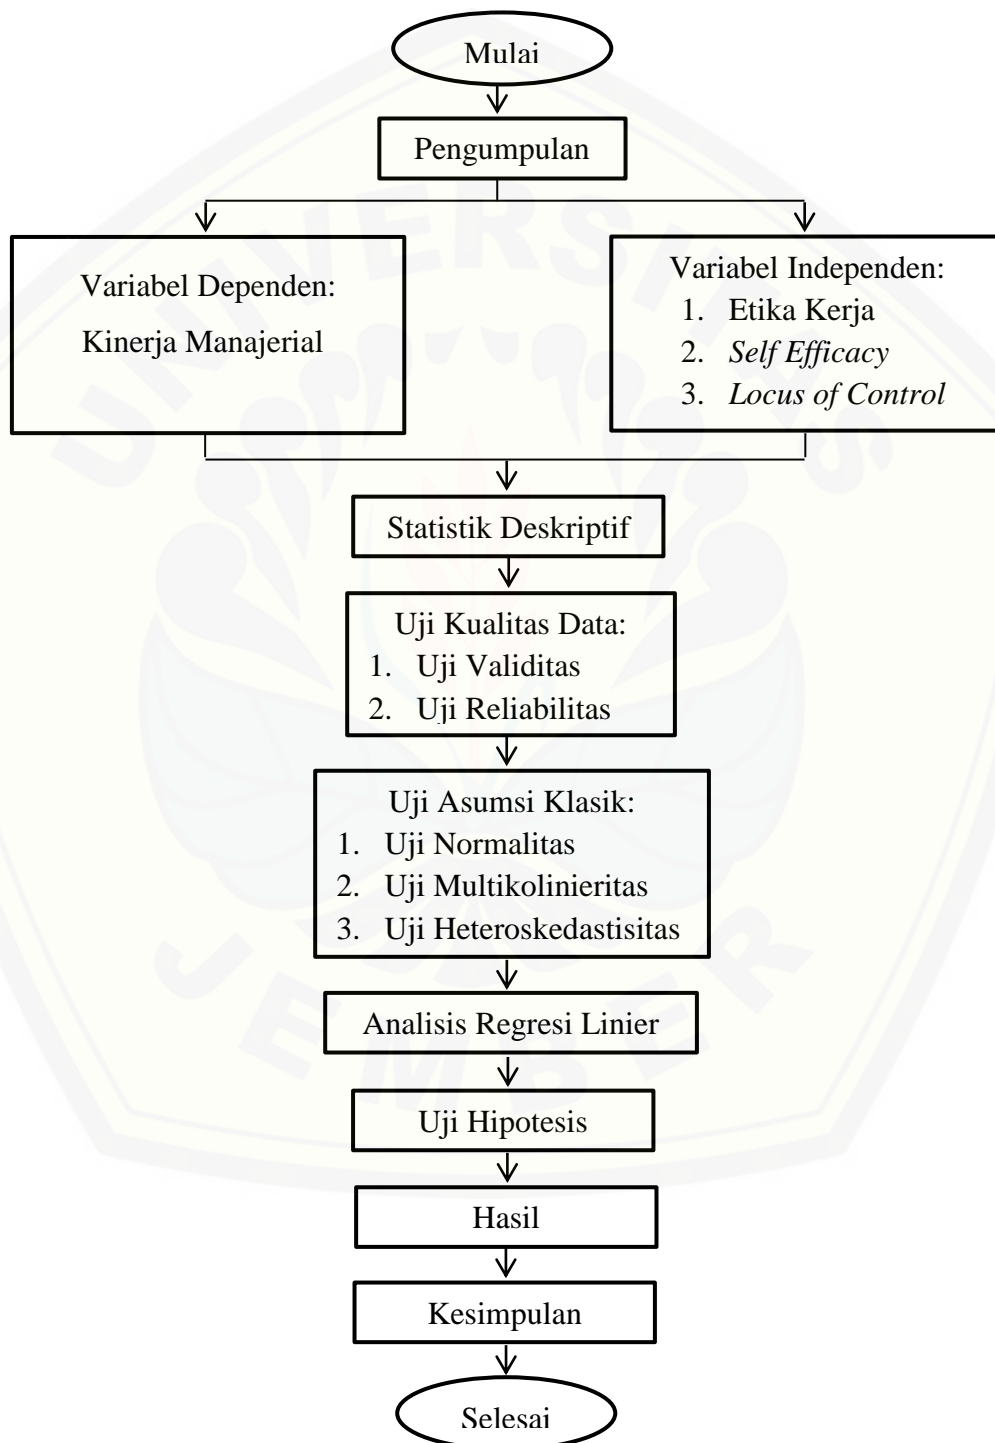 Mulai
Pengumpulan
Variabel Dependen:
Kinerja Manajerial
Variabel Independen:
1. Etika Kerja
2. Self Efficacy
3. Locus of Control
Statistik Deskriptif
Uji Kualitas Data:
1. Uji Validitas
2. Uji Reliabilitas
Uji Asumsi Klasik:
1. Uji Normalitas
2. Uji Multikolinieritas
3. Uji Heteroskedastisitas
Analisis Regresi Linier
Uji Hipotesis
Hasil
Kesimpulan
Selesai
UNIVERSITAS
JEMBER